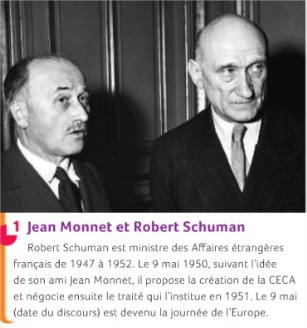 1 Jean Monnet et Robert Schuman
Robert Schuman est ministre des Affaires étrangères
français de 1947 à 1952. Le 9 mai 1950, suivant l'idée
de son ami Jean Monnet, il propose la création de la CECA
et négocie ensuite le traité qui l'institue en 1951. Le 9 mai
(date du discours) est devenu la journée de l'Europe.